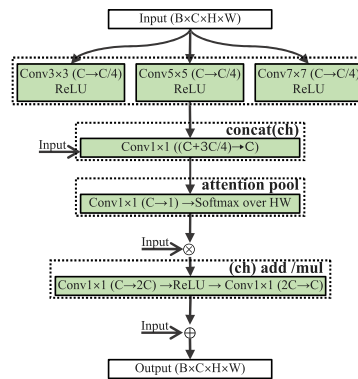 Input (B×C×H×W)
Conv3×3 (C→C/4) Conv5×5 (C→C/4) Conv7×7 (C→C/4)
ReLU ReLU ReLU
concat(ch)
Input Conv1×1 ((C+3C/4)→C)
attention pool
Conv1×1 (C→1) →Softmax over HW
Input ⊗
(ch) add /mul
Conv1×1 (C→2C) →ReLU → Conv1×1 (2C→C)
Input ⊕
Output (B×C×H×W)